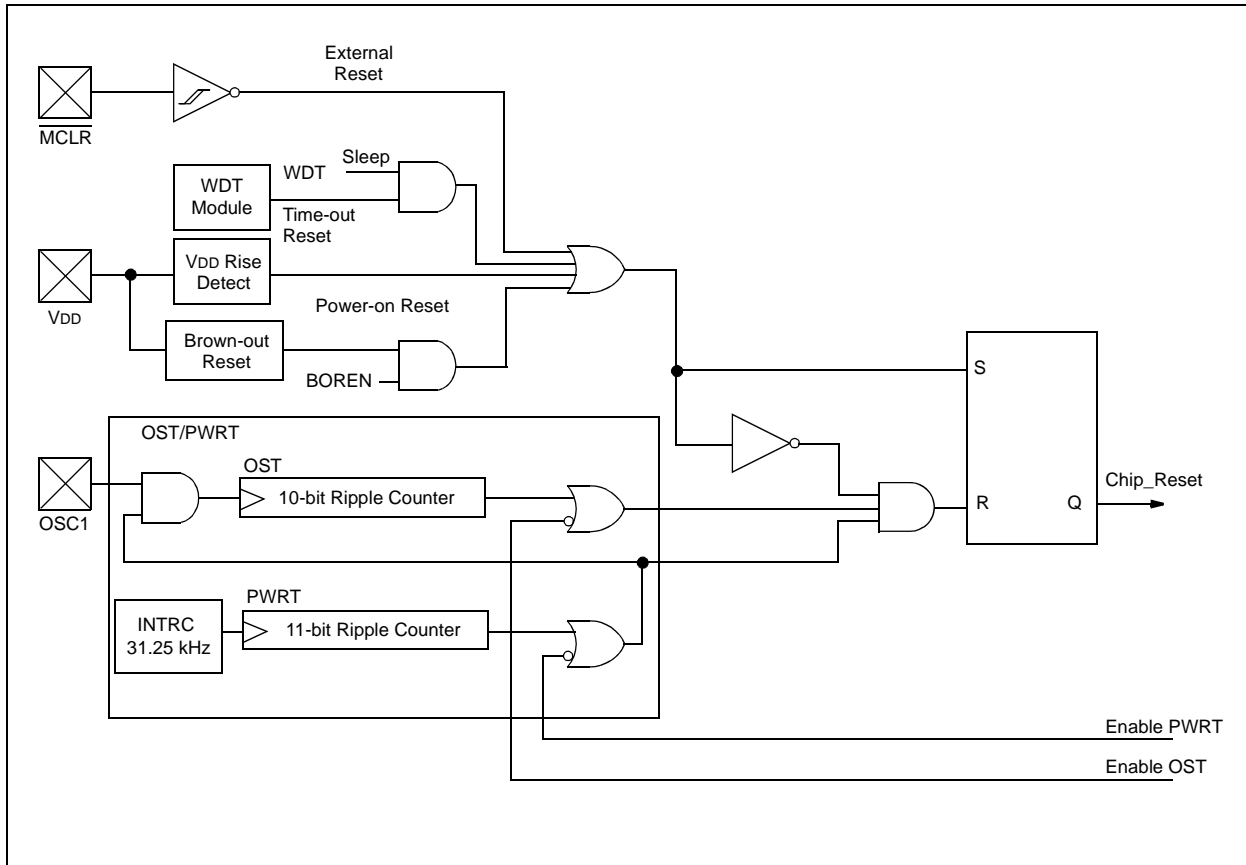 External
Reset
MCLR
Sleep
WDT
WDT
Module
Time-out
Reset
VDD Rise
Detect
VDD
Power-on Reset
Brown-out
Reset
BOREN
S
OST/PWRT
OST
10-bit Ripple Counter
OSC1
Chip_Reset
R
Q
PWRT
INTRC
31.25 kHz
11-bit Ripple Counter
Enable PWRT
Enable OST